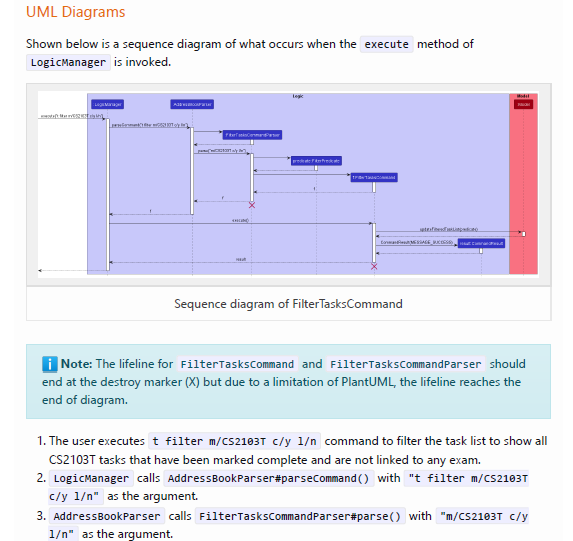 UML Diagrams
Shown below is a sequence diagram of what occurs when the execute method of
LogicManager is invoked.
Logic
Model
:LogicManager
:AddressBookParser
:Model
execute(t filter m/CS2103T c/y l/n)
parseCommand(t filter m/CS2103T c/y l/n)
:FilterTasksCommandParser
parse("m/CS2103T c/y l/n")
predicate:FilterPredicate
f:FilterTasksCommand
f
f
f
execute()
updateFilteredTaskList(predicate)
CommandResult(MESSAGE_SUCCESS)
result:CommandResult
result
Sequence diagram of FilterTasksCommand
Note: The lifeline for FilterTasksCommand and FilterTasksCommandParser should
end at the destroy marker (X) but due to a limitation of PlantUML, the lifeline reaches the
end of diagram.
1. The user executes t filter m/CS2103T c/y l/n command to filter the task list to show all
CS2103T tasks that have been marked complete and are not linked to any exam.
2. LogicManager calls AddressBookParser#parseCommand() with "t filter m/CS2103T
c/y l/n" as the argument.
3. AddressBookParser calls FilterTasksCommandParser#parse() with "m/CS2103T c/y
l/n" as the argument.